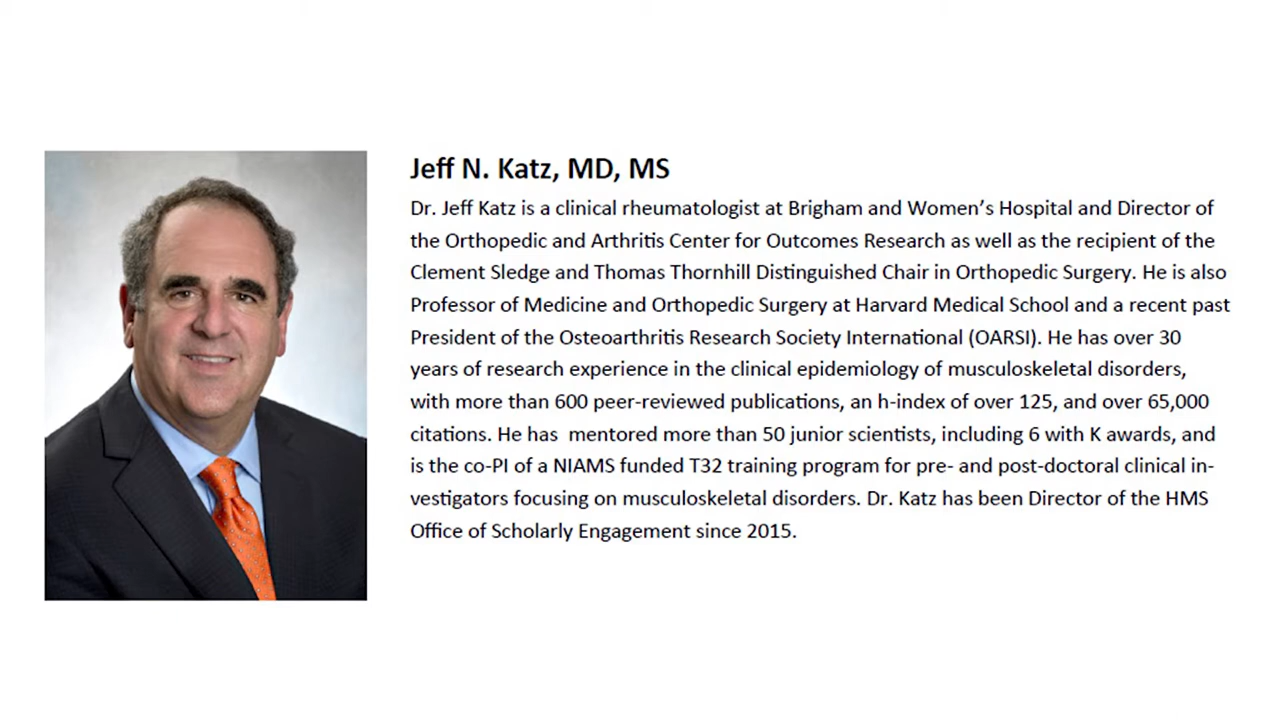 Jeff N. Katz, MD, MS
Dr. Jeff Katz is a clinical rheumatologist at Brigham and Women's Hospital and Director of
the Orthopedic and Arthritis Center for Outcomes Research as well as the recipient of the
Clement Sledge and Thomas Thornhill Distinguished Chair in Orthopedic Surgery. He is also
Professor of Medicine and Orthopedic Surgery at Harvard Medical School and a recent past
President of the Osteoarthritis Research Society International (OARSI). He has over 30
years of research experience in the clinical epidemiology of musculoskeletal disorders,
with more than 600 peer-reviewed publications, an h-index of over 125, and over 65,000
citations. He has  mentored more than 50 junior scientists, including 6 with K awards, and
is the co-PI of a NIAMS funded T32 training program for pre- and post-doctoral clinical in-
vestigators focusing on musculoskeletal disorders. Dr. Katz has been Director of the HMS
Office of Scholarly Engagement since 2015.